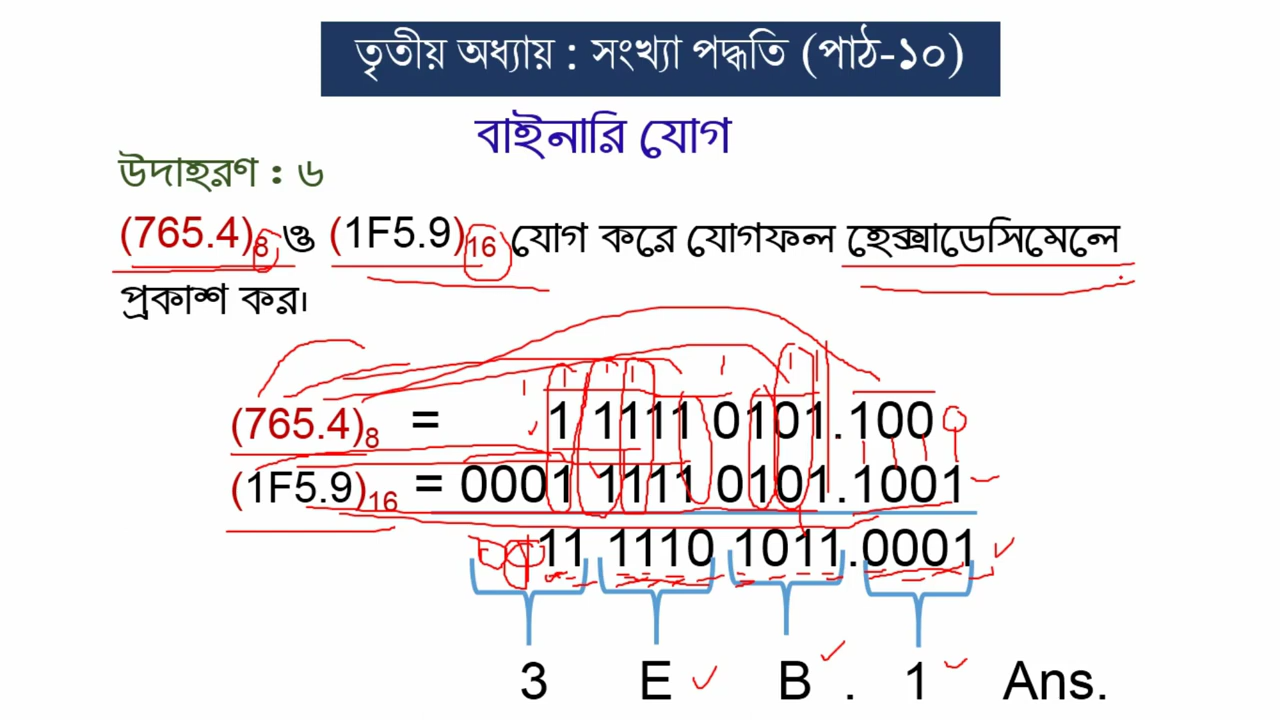 তৃতীয় অধ্যায় : সংখ্যা পদ্ধতি (পাঠ-১০)
বাইনারি যোগ
উদাহরণ : ৬
(765.4)8 ও (1F5.9)16 যোগ করে যোগফল হেক্সাডেসিমেলে
প্রকাশ কর।
(765.4)8 = 1 1111 0101.100 0
(1F5.9)16 = 0001 1111 0101.1001
11 1110 1011.0001
3 E B . 1 Ans.